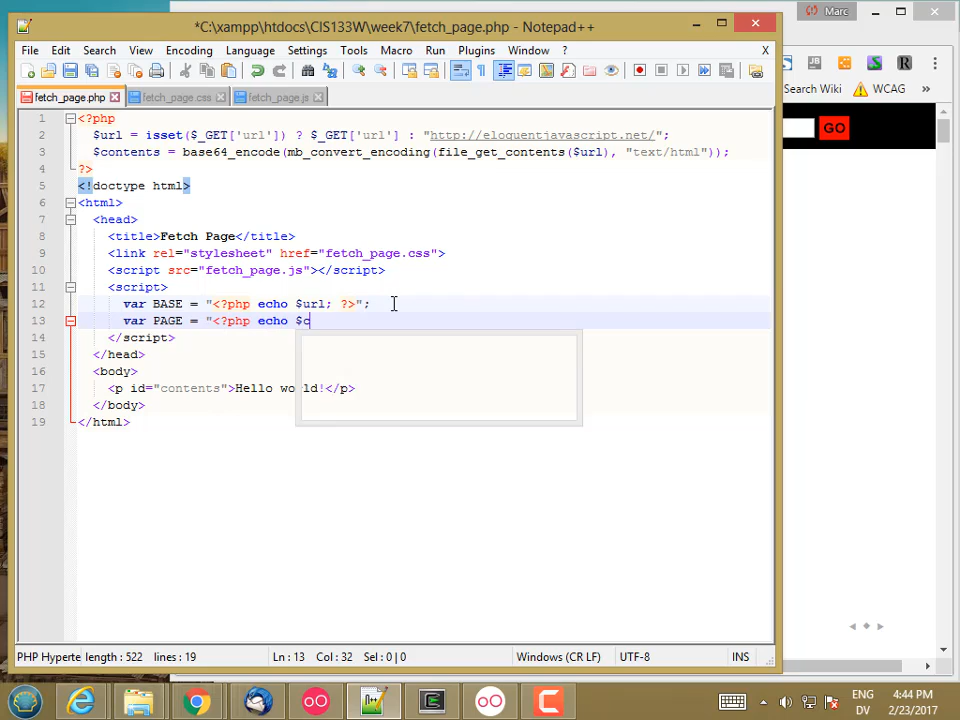 *C:\xampp\htdocs\CIS133W\week7\fetch_page.php - Notepad++
Marc
File Edit Search View Encoding Language Settings Tools Macro Run Plugins Window ? X
JB S R
fetch_page.php fetch_page.css fetch_page.js
Search Wiki WCAG »
GO
1 <?php
2 $url = isset($_GET['url']) ? $_GET['url'] : "http://eloquentjavascript.net/";
3 $contents = base64_encode(mb_convert_encoding(file_get_contents($url), "text/html"));
4 ?>
5 <!doctype html>
6 <html>
7 <head>
8 <title>Fetch Page</title>
9 <link rel="stylesheet" href="fetch_page.css">
10 <script src="fetch_page.js"></script>
11 <script>
12 var BASE = "<?php echo $url; ?>";
13 var PAGE = "<?php echo $c
14 </script>
15 </head>
16 <body>
17 <p id="contents">Hello world!</p>
18 </body>
19 </html>
PHP Hyperte length : 522 lines : 19 Ln : 13 Col : 32 Sel : 0 | 0 Windows (CR LF) UTF-8 INS
ENG
DV
4:44 PM
2/23/2017